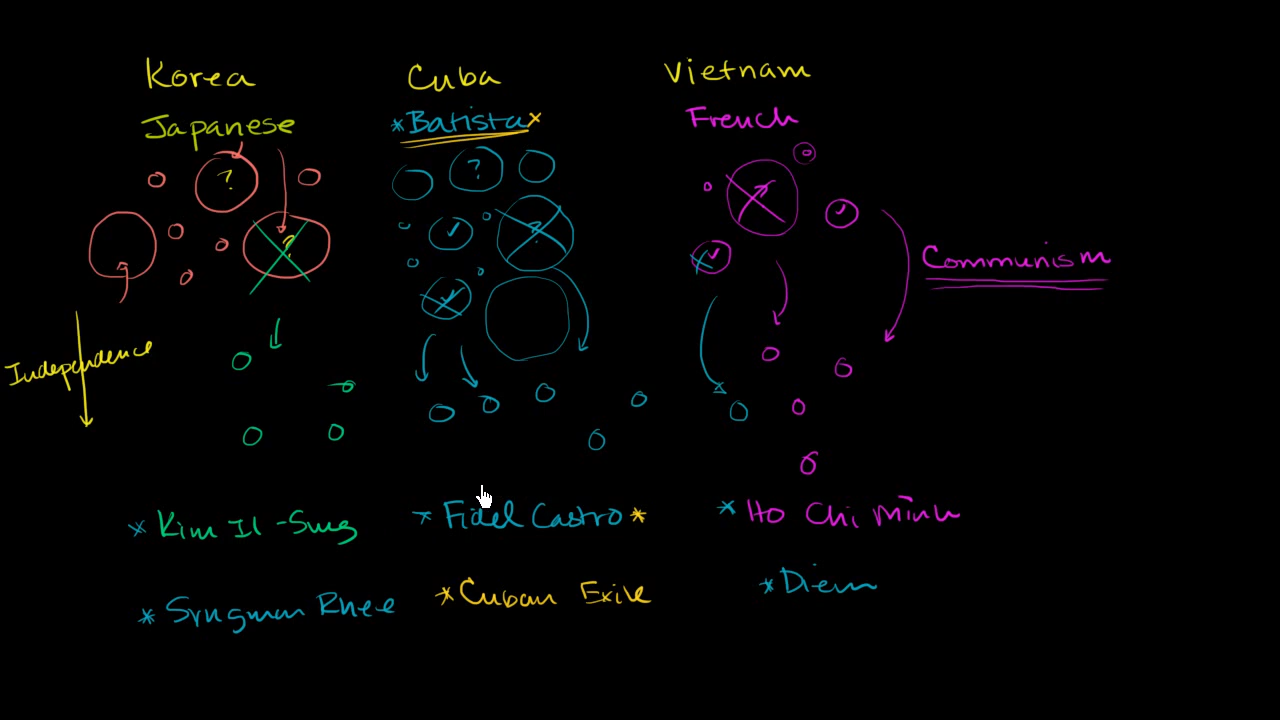 Korea
Cuba
Vietnam
Japanese
*Batista*
French
?
?
?
?
Communism
Independence
* Kim Il-Sung
* Fidel Castro *
* Ho Chi Minh
* Syngman Rhee
* Cuban Exile
* Diem